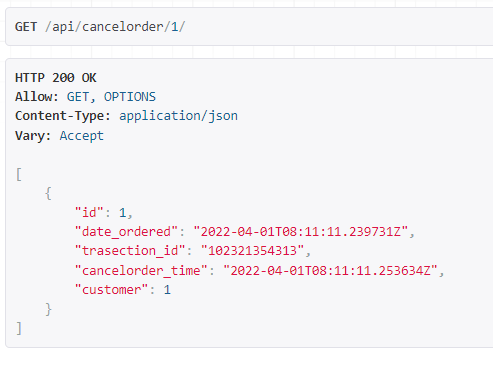 GET /api/cancelorder/1/
HTTP 200 OK
Allow: GET, OPTIONS
Content-Type: application/json
Vary: Accept
[
{
"id": 1,
"date_ordered": "2022-04-01T08:11:11.239731Z",
"trasection_id": "102321354313",
"cancelorder_time": "2022-04-01T08:11:11.253634Z",
"customer": 1
}
]